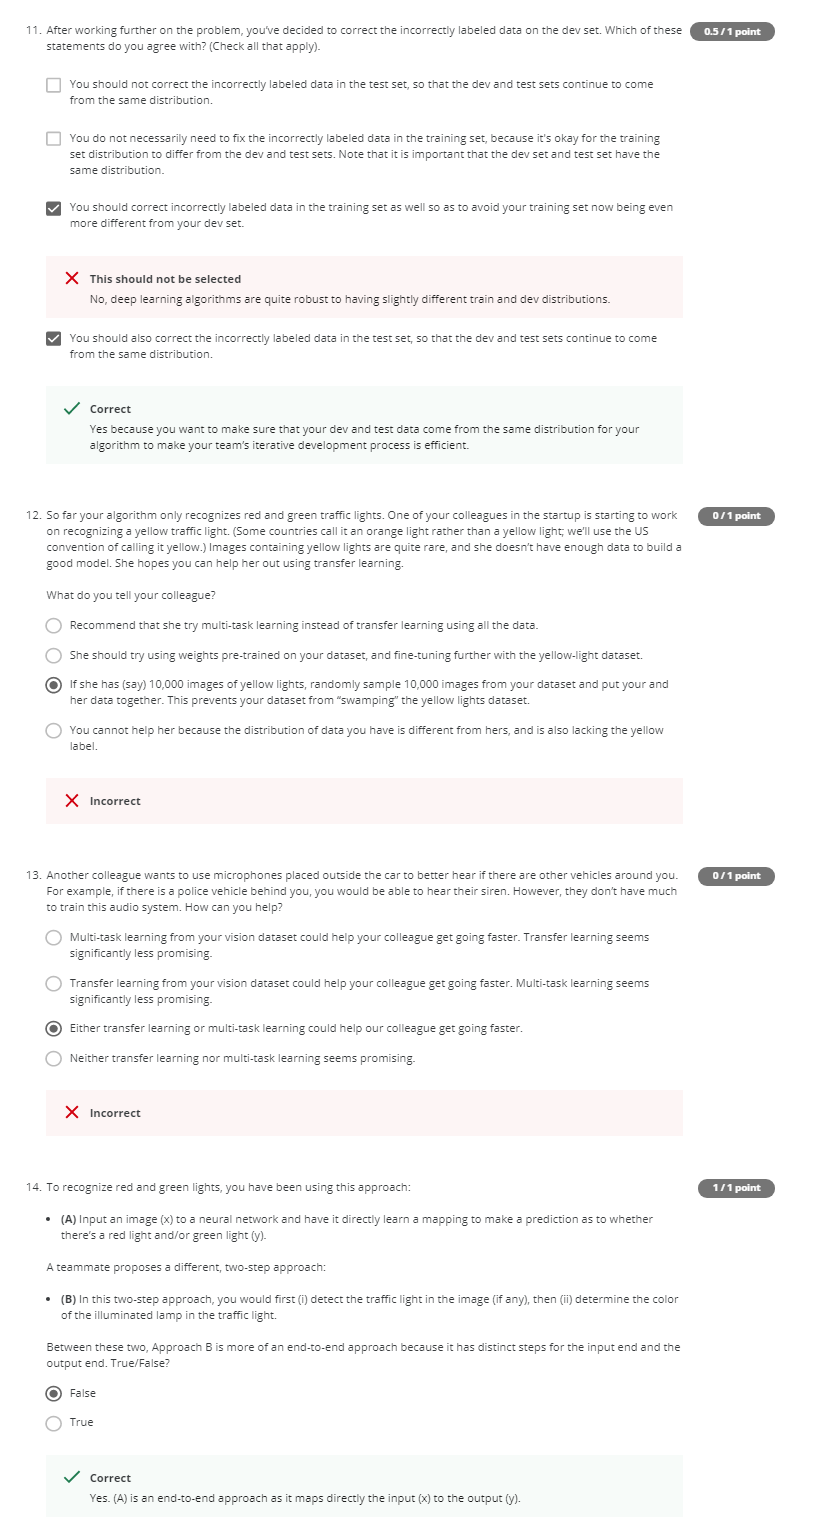 11. After working further on the problem, you've decided to correct the incorrectly labeled data on the dev set. Which of these
0.5 / 1 point
statements do you agree with? (Check all that apply).
You should not correct the incorrectly labeled data in the test set, so that the dev and test sets continue to come
from the same distribution.
You do not necessarily need to fix the incorrectly labeled data in the training set, because it's okay for the training
set distribution to differ from the dev and test sets. Note that it is important that the dev set and test set have the
same distribution.
You should correct incorrectly labeled data in the training set as well so as to avoid your training set now being even
more different from your dev set.
This should not be selected
No, deep learning algorithms are quite robust to having slightly different train and dev distributions.
You should also correct the incorrectly labeled data in the test set, so that the dev and test sets continue to come
from the same distribution.
Correct
Yes because you want to make sure that your dev and test data come from the same distribution for your
algorithm to make your team's iterative development process is efficient.
12. So far your algorithm only recognizes red and green traffic lights. One of your colleagues in the startup is starting to work
0 / 1 point
on recognizing a yellow traffic light. (Some countries call it an orange light rather than a yellow light; we'll use the US
convention of calling it yellow.) Images containing yellow lights are quite rare, and she doesn't have enough data to build a
good model. She hopes you can help her out using transfer learning.
What do you tell your colleague?
Recommend that she try multi-task learning instead of transfer learning using all the data.
She should try using weights pre-trained on your dataset, and fine-tuning further with the yellow-light dataset.
If she has (say) 10,000 images of yellow lights, randomly sample 10,000 images from your dataset and put your and
her data together. This prevents your dataset from "swamping" the yellow lights dataset.
You cannot help her because the distribution of data you have is different from hers, and is also lacking the yellow
label.
Incorrect
13. Another colleague wants to use microphones placed outside the car to better hear if there are other vehicles around you.
0 / 1 point
For example, if there is a police vehicle behind you, you would be able to hear their siren. However, they don't have much
to train this audio system. How can you help?
Multi-task learning from your vision dataset could help your colleague get going faster. Transfer learning seems
significantly less promising.
Transfer learning from your vision dataset could help your colleague get going faster. Multi-task learning seems
significantly less promising.
Either transfer learning or multi-task learning could help our colleague get going faster.
Neither transfer learning nor multi-task learning seems promising.
Incorrect
14. To recognize red and green lights, you have been using this approach:
1 / 1 point
• (A) Input an image (x) to a neural network and have it directly learn a mapping to make a prediction as to whether
there's a red light and/or green light (y).
A teammate proposes a different, two-step approach:
• (B) In this two-step approach, you would first (i) detect the traffic light in the image (if any), then (ii) determine the color
of the illuminated lamp in the traffic light.
Between these two, Approach B is more of an end-to-end approach because it has distinct steps for the input end and the
output end. True/False?
False
True
Correct
Yes. (A) is an end-to-end approach as it maps directly the input (x) to the output (y).